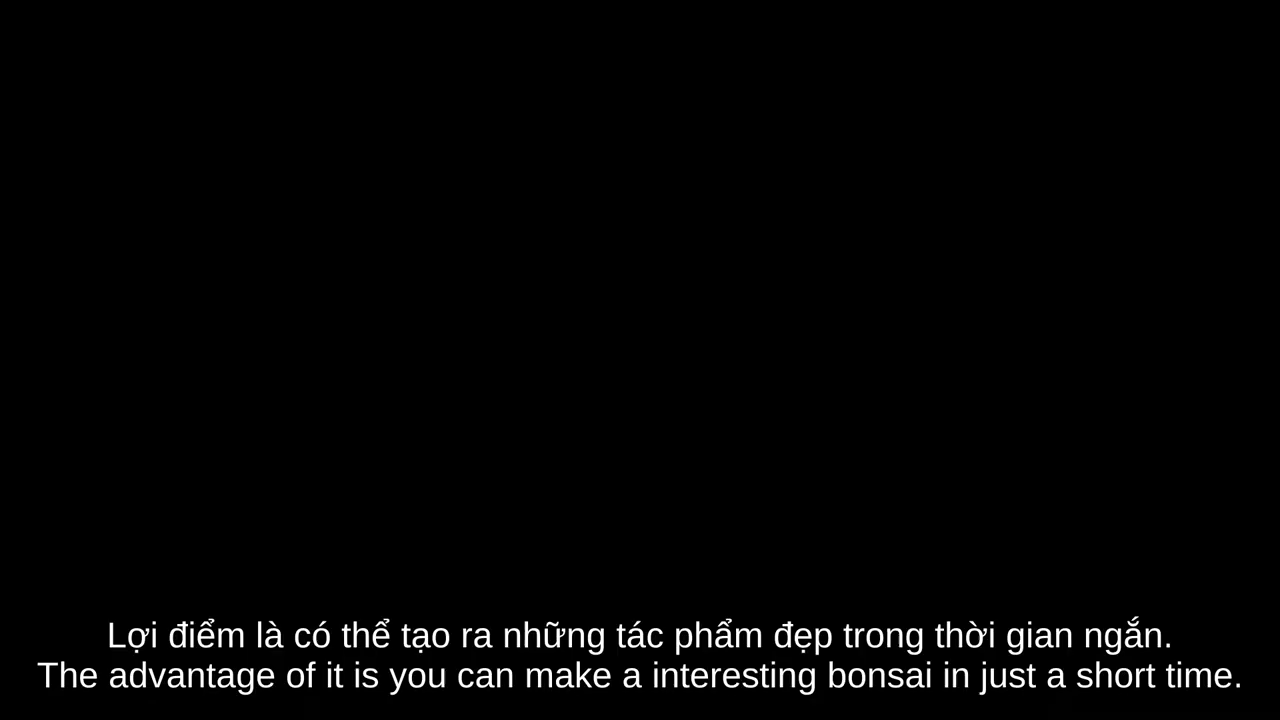 Lợi điểm là có thể tạo ra những tác phẩm đẹp trong thời gian ngắn.
The advantage of it is you can make a interesting bonsai in just a short time.